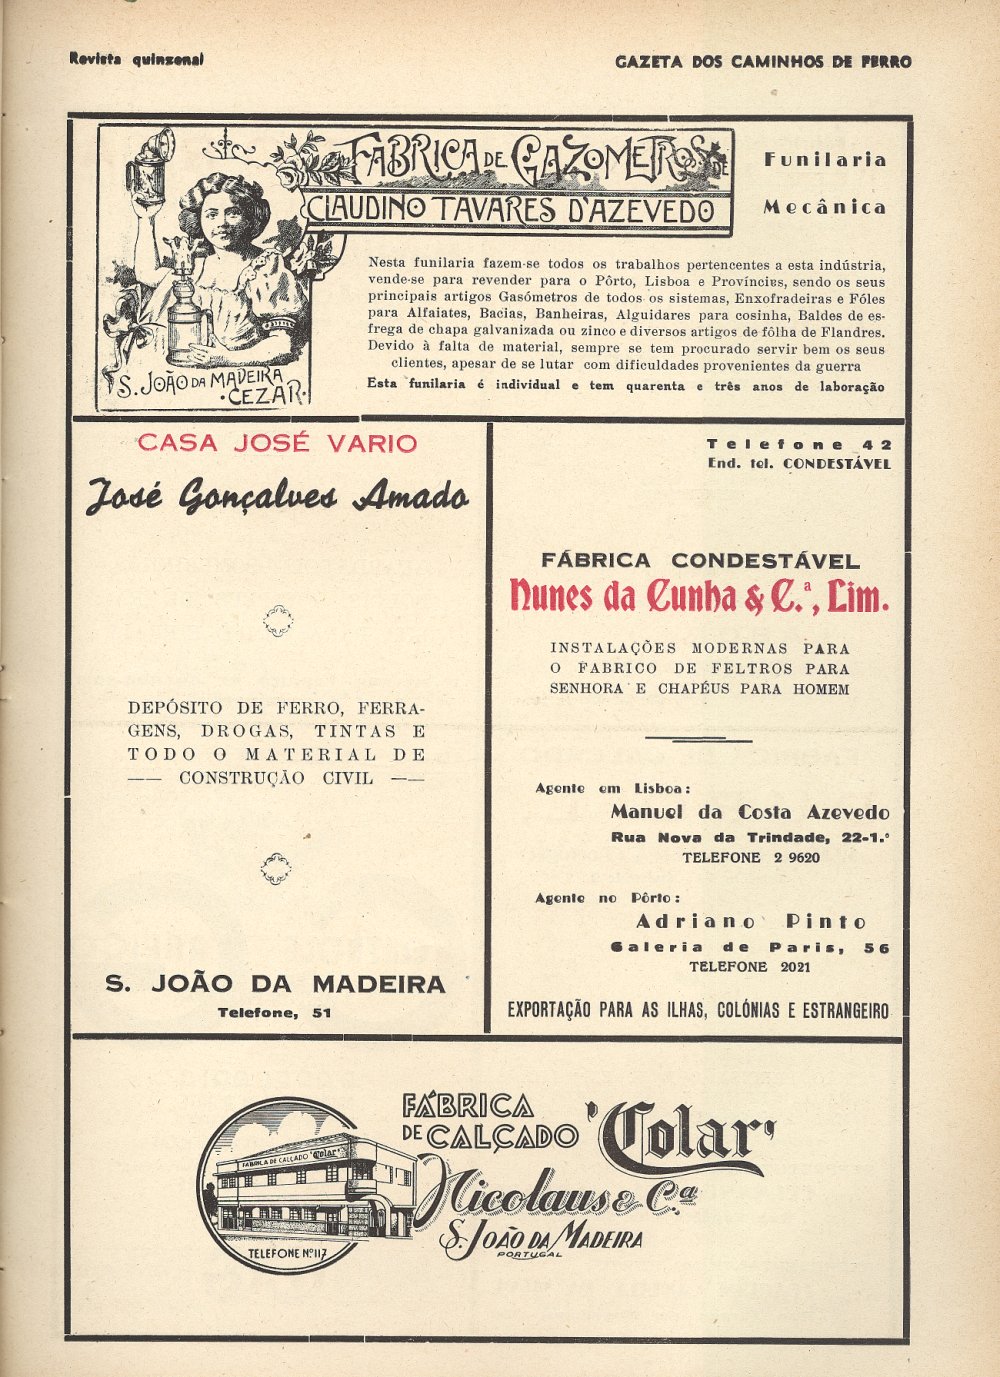 Revista quinzenal
GAZETA DOS CAMINHOS DE FERRO
FABRICA DE GAZOMETROS DE
CLAUDINO TAVARES D'AZEVEDO
S. JOÃO DA MADEIRA
·CEZAR·
Funilaria
Mecânica
Nesta funilaria fazem-se todos os trabalhos pertencentes a esta indústria,
vende-se para revender para o Pôrto, Lisboa e Províncias, sendo os seus
principais artigos Gasómetros de todos os sistemas, Enxofradeiras e Fóles
para Alfaiates, Bacias, Banheiras, Alguidares para cosinha, Baldes de es-
frega de chapa galvanizada ou zinco e diversos artigos de fôlha de Flandres.
Devido à falta de material, sempre se tem procurado servir bem os seus
clientes, apesar de se lutar com dificuldades provenientes da guerra
Esta funilaria é individual e tem quarenta e três anos de laboração
CASA JOSÉ VARIO
José Gonçalves Amado
DEPÓSITO DE FERRO, FERRA-
GENS, DROGAS, TINTAS E
TODO O MATERIAL DE
—— CONSTRUÇÃO CIVIL ——
S. JOÃO DA MADEIRA
Telefone, 51
Telefone 42
End. tel. CONDESTÁVEL
FÁBRICA CONDESTÁVEL
Nunes da Cunha & C.ª, Lim.
INSTALAÇÕES MODERNAS PARA
O FABRICO DE FELTROS PARA
SENHORA E CHAPÉUS PARA HOMEM
Agente em Lisboa:
Manuel da Costa Azevedo
Rua Nova da Trindade, 22-1.º
TELEFONE 2 9620
Agente no Pôrto:
Adriano Pinto
Galeria de Paris, 56
TELEFONE 2021
EXPORTAÇÃO PARA AS ILHAS, COLÓNIAS E ESTRANGEIRO
FÁBRICA
DE CALÇADO 'Colar'
Nicolaus & C.ª
S. JOÃO DA MADEIRA
PORTUGAL
FABRICA DE CALÇADO "Colar"
TELEFONE Nº 117